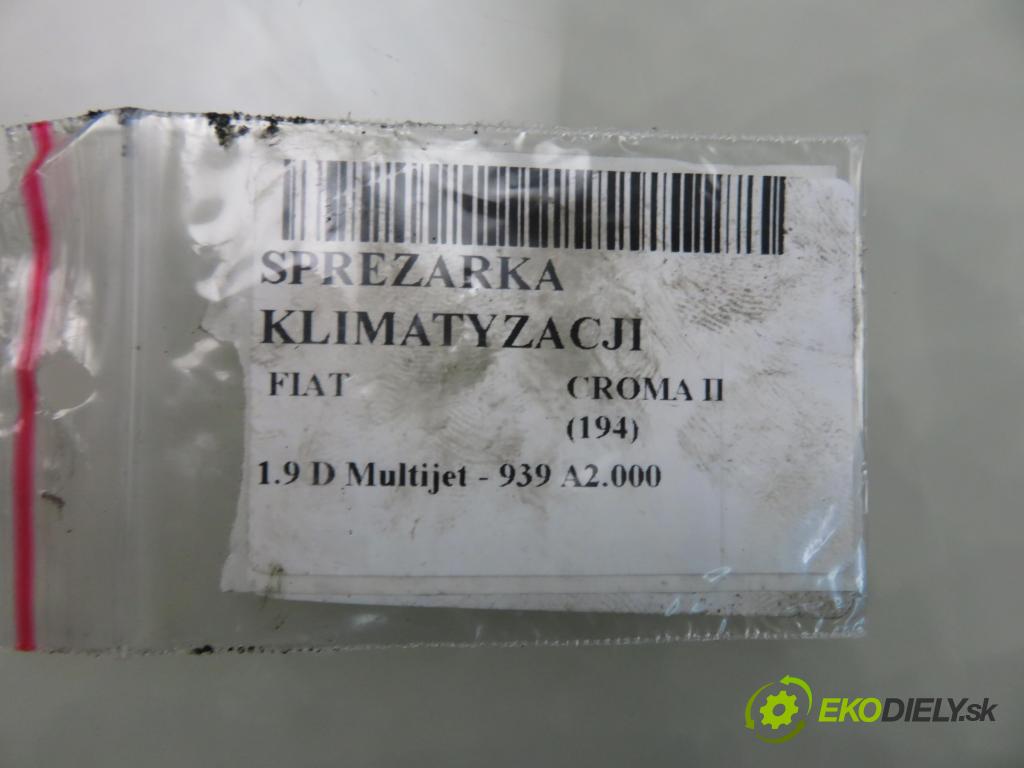 SPREZARKA
KLIMATYZACJI
FIAT CROMA II
(194)
1.9 D Multijet - 939 A2.000
EKODIELY.sk